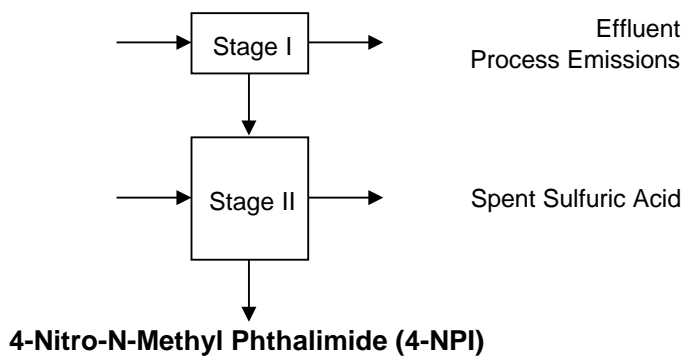 Stage I
Effluent
Process Emissions
Stage II
Spent Sulfuric Acid
4-Nitro-N-Methyl Phthalimide (4-NPI)